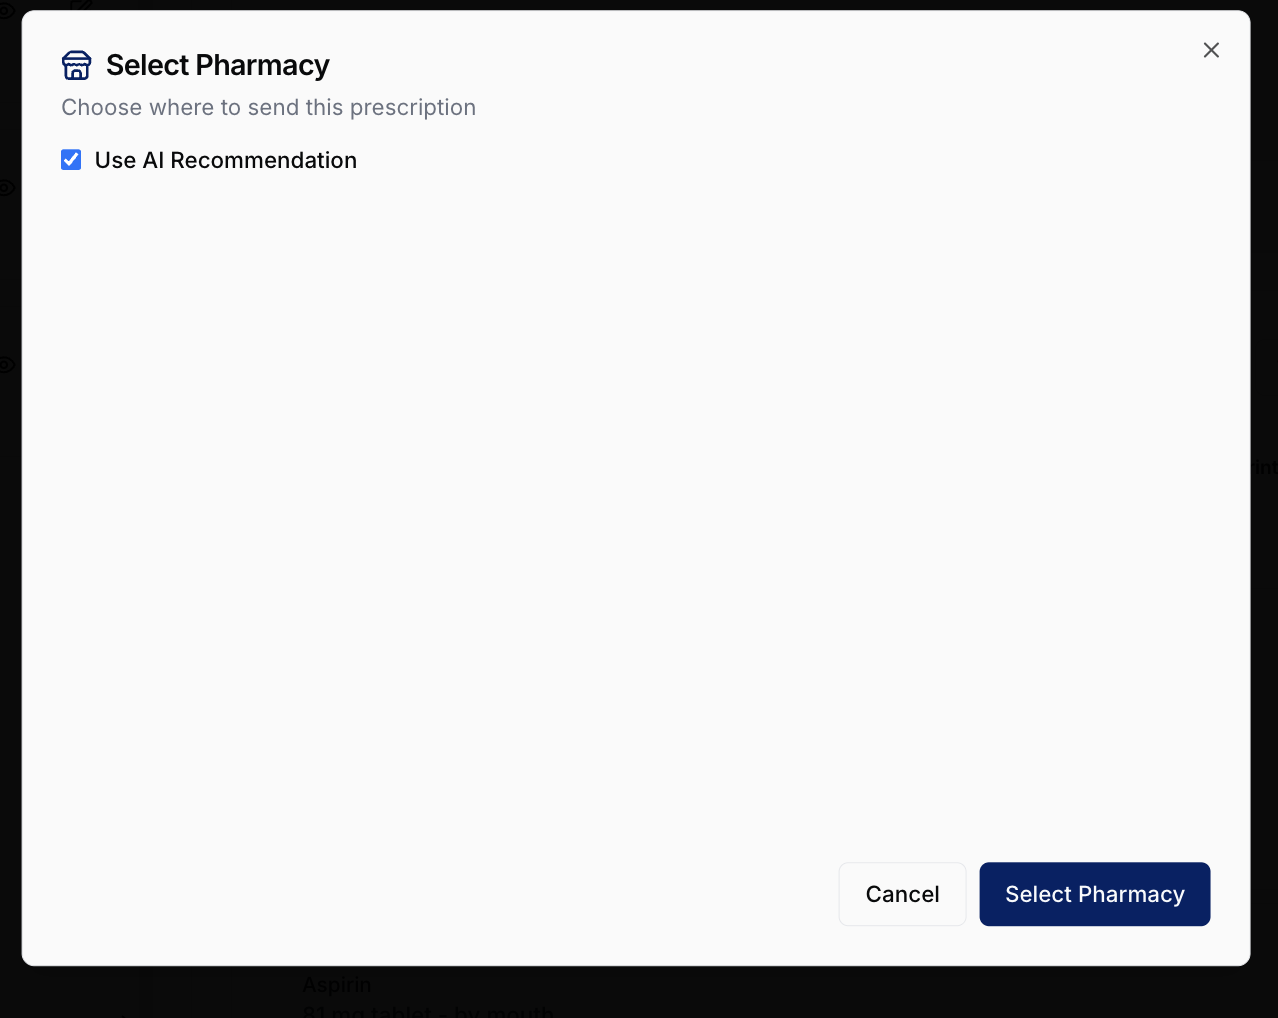 Select Pharmacy
Choose where to send this prescription
Use AI Recommendation
Cancel
Select Pharmacy
Aspirin
81 mg tablet - by mouth